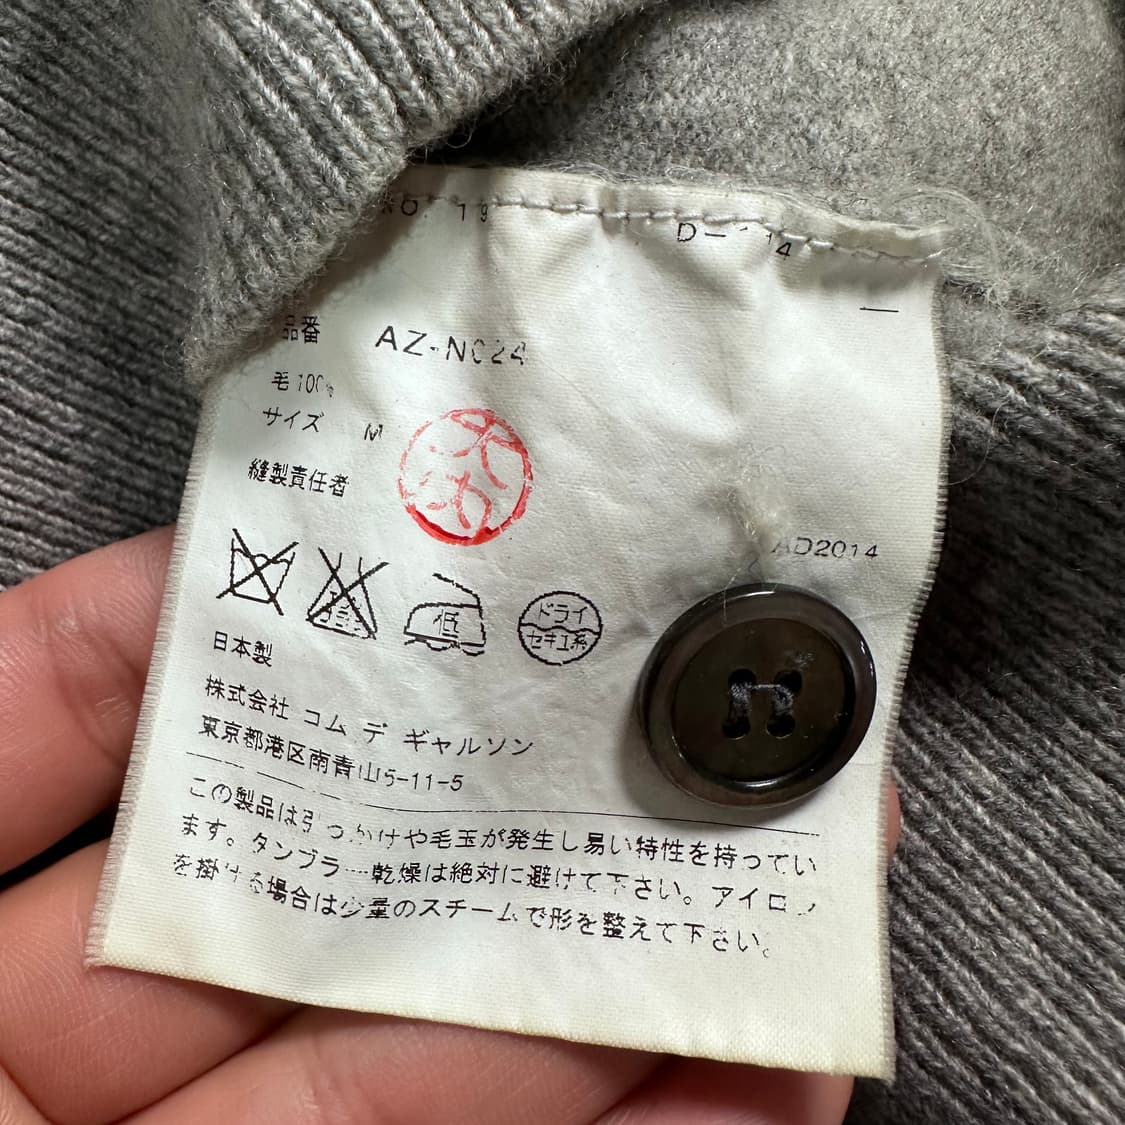 品番 AZ-N024
毛 100%
サイズ M
縫製責任者
大力
AD2014
低
ドライ
セキユ系
日本製
株式会社 コム デ ギャルソン
東京都港区南青山5-11-5
この製品は引っかけや毛玉が発生し易い特性を持ってい
ます。タンブラー乾燥は絶対に避けて下さい。アイロン
を掛ける場合は少量のスチームで形を整えて下さい。